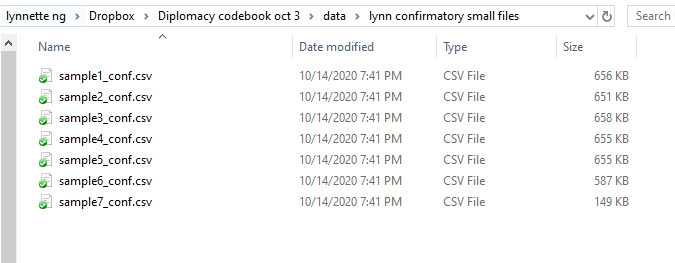 lynnette ng > Dropbox > Diplomacy codebook oct 3 > data > lynn confirmatory small files
Search
Name Date modified Type Size
sample1_conf.csv 10/14/2020 7:41 PM CSV File 656 KB
sample2_conf.csv 10/14/2020 7:41 PM CSV File 651 KB
sample3_conf.csv 10/14/2020 7:41 PM CSV File 658 KB
sample4_conf.csv 10/14/2020 7:41 PM CSV File 655 KB
sample5_conf.csv 10/14/2020 7:41 PM CSV File 655 KB
sample6_conf.csv 10/14/2020 7:41 PM CSV File 587 KB
sample7_conf.csv 10/14/2020 7:41 PM CSV File 149 KB